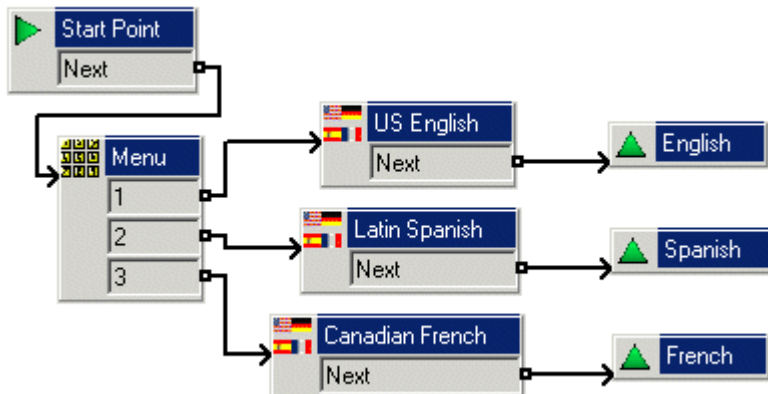 Start Point
Next
Menu
1
2
3
US English
Next
English
Latin Spanish
Next
Spanish
Canadian French
Next
French